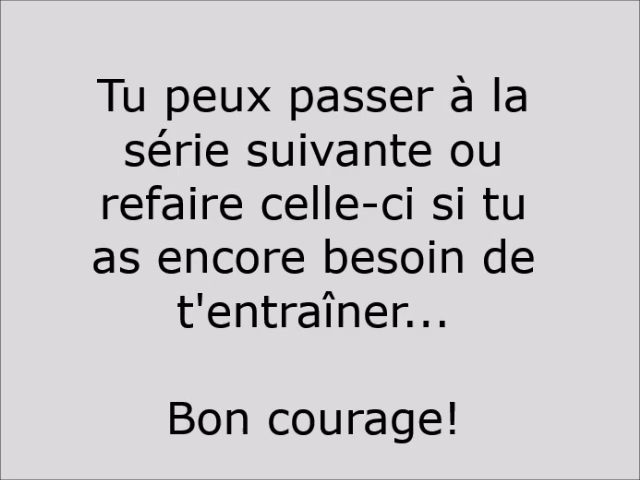 Tu peux passer à la
série suivante ou
refaire celle-ci si tu
as encore besoin de
t'entraîner...
Bon courage!